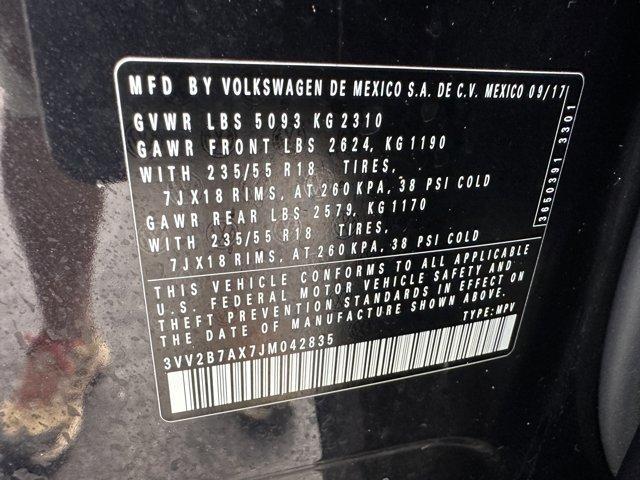 MFD BY VOLKSWAGEN DE MEXICO S.A. DE C.V. MEXICO 09/17
GVWR LBS 5093 KG 2310
GAWR FRONT LBS 2624, KG 1190
WITH 235/55 R18 TIRES,
7JX18 RIMS, AT 260 KPA, 38 PSI COLD
GAWR REAR LBS 2579, KG 1170
WITH 235/55 R18 TIRES,
7JX18 RIMS, AT 260 KPA, 38 PSI COLD
THIS VEHICLE CONFORMS TO ALL APPLICABLE
U.S. FEDERAL MOTOR VEHICLE SAFETY AND
THEFT PREVENTION STANDARDS IN EFFECT ON
THE DATE OF MANUFACTURE SHOWN ABOVE.
3VV2B7AX7JM042835 TYPE:MPV
3850391 3301